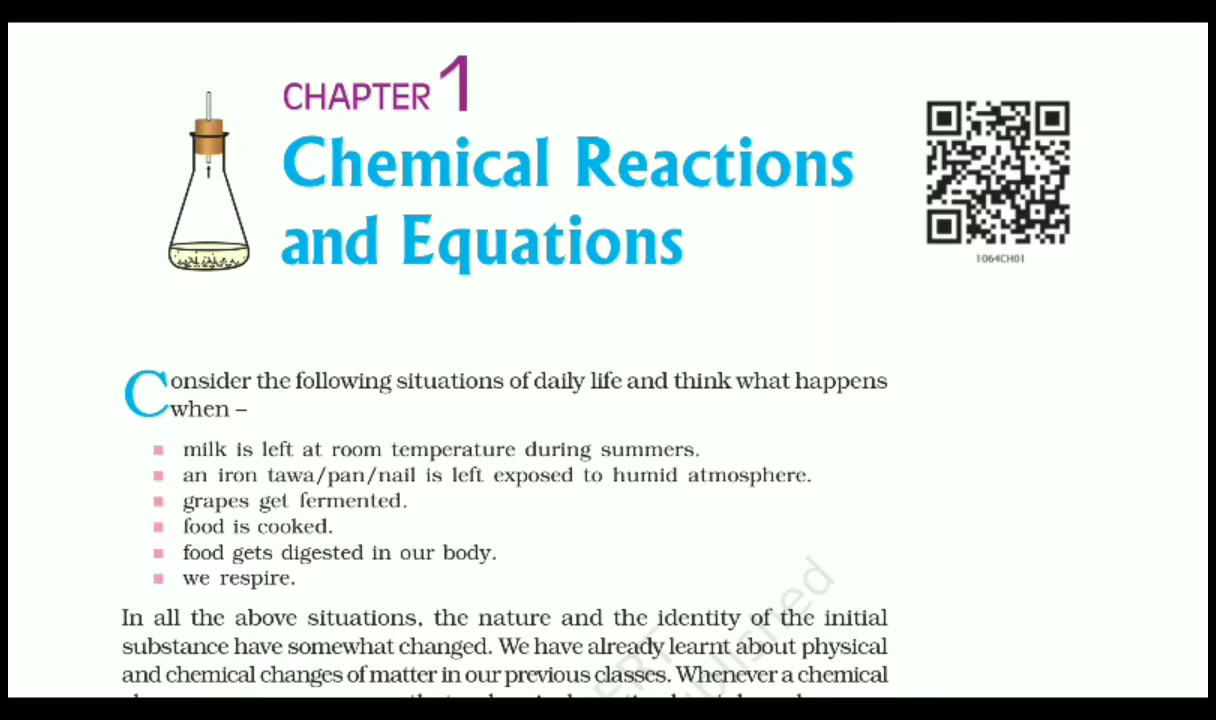 CHAPTER 1
Chemical Reactions
and Equations
1064CH01
Consider the following situations of daily life and think what happens
when –
■ milk is left at room temperature during summers.
■ an iron tawa/pan/nail is left exposed to humid atmosphere.
■ grapes get fermented.
■ food is cooked.
■ food gets digested in our body.
■ we respire.
In all the above situations, the nature and the identity of the initial
substance have somewhat changed. We have already learnt about physical
and chemical changes of matter in our previous classes. Whenever a chemical